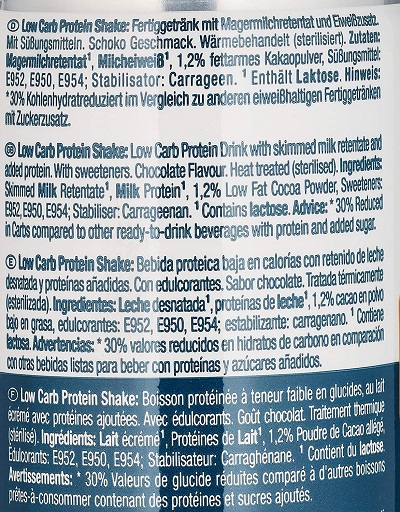 D Low Carb Protein Shake: Fertiggetränk mit Magermilchretentat und Eiweißzusatz.
Mit Süßungsmitteln. Schoko Geschmack. Wärmebehandelt (sterilisiert). Zutaten:
Magermilchretentat¹, Milcheiweiß¹, 1,2% fettarmes Kakaopulver, Süßungsmittel:
E952, E950, E954; Stabilisator: Carrageen. ¹ Enthält Laktose. Hinweis:
*30% Kohlenhydratreduziert im Vergleich zu anderen eiweißhaltigen Fertiggetränken
mit Zuckerzusatz.
GB Low Carb Protein Shake: Low Carb Protein Drink with skimmed milk retentate and
added protein. With sweeteners. Chocolate Flavour. Heat treated (sterilised). Ingredients:
Skimmed Milk Retentate¹, Milk Protein¹, 1,2% Low Fat Cocoa Powder, Sweeteners:
E952, E950, E954; Stabiliser: Carrageenan. ¹ Contains lactose. Advice: * 30% Reduced
in Carbs compared to other ready-to-drink beverages with protein and added sugar.
E Low Carb Protein Shake: Bebida proteica baja en calorías con retenido de leche
desnatada y proteínas añadidas. Con edulcorantes. Sabor chocolate. Tratada térmicamente
(esterilizada). Ingredientes: Leche desnatada¹, proteínas de leche¹, 1,2% cacao en polvo
bajo en grasa, edulcorantes: E952, E950, E954; estabilizante: carragenano. ¹ Contiene
lactosa. Advertencias: * 30% valores reducidos en hidratos de carbono en comparación
con otras bebidas listas para beber con proteínas y azúcares añadidos.
F Low Carb Protein Shake: Boisson protéinée à teneur faible en glucides, au lait
écrémé avec protéines ajoutées. Avec édulcorants. Goût chocolat. Traitement thermique
(stérilisé). Ingrédients: Lait écrémé¹, Protéines de Lait¹, 1,2% Poudre de Cacao allégé,
Edulcorants: E952, E950, E954; Stabilisateur: Carraghénane. ¹ Contient du lactose.
Avertissements: * 30% Valeurs de glucide réduites comparé à d'autres boissons
prêtes-à-consommer contenant des protéines et sucres ajoutés.